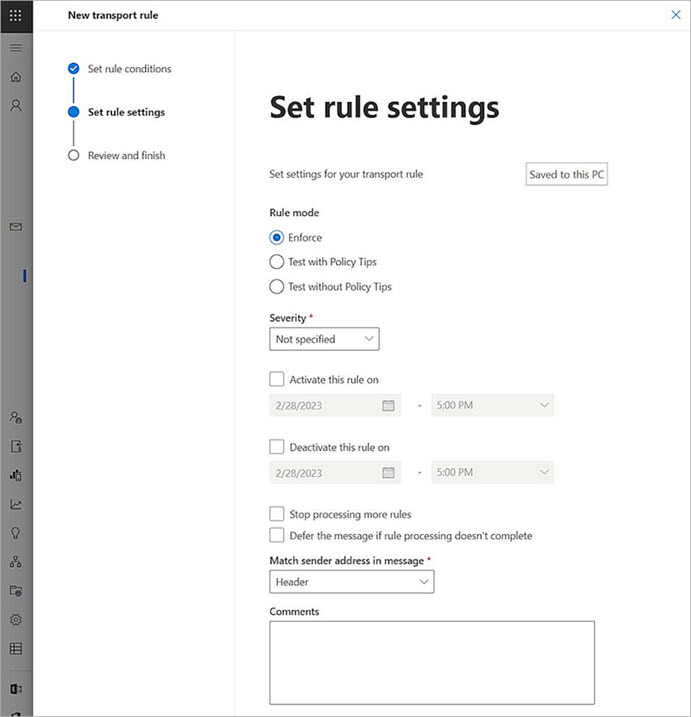 New transport rule
Set rule conditions
Set rule settings
Review and finish
Set rule settings
Set settings for your transport rule
Saved to this PC
Rule mode
Enforce
Test with Policy Tips
Test without Policy Tips
Severity *
Not specified
Activate this rule on
2/28/2023 - 5:00 PM
Deactivate this rule on
2/28/2023 - 5:00 PM
Stop processing more rules
Defer the message if rule processing doesn't complete
Match sender address in message *
Header
Comments